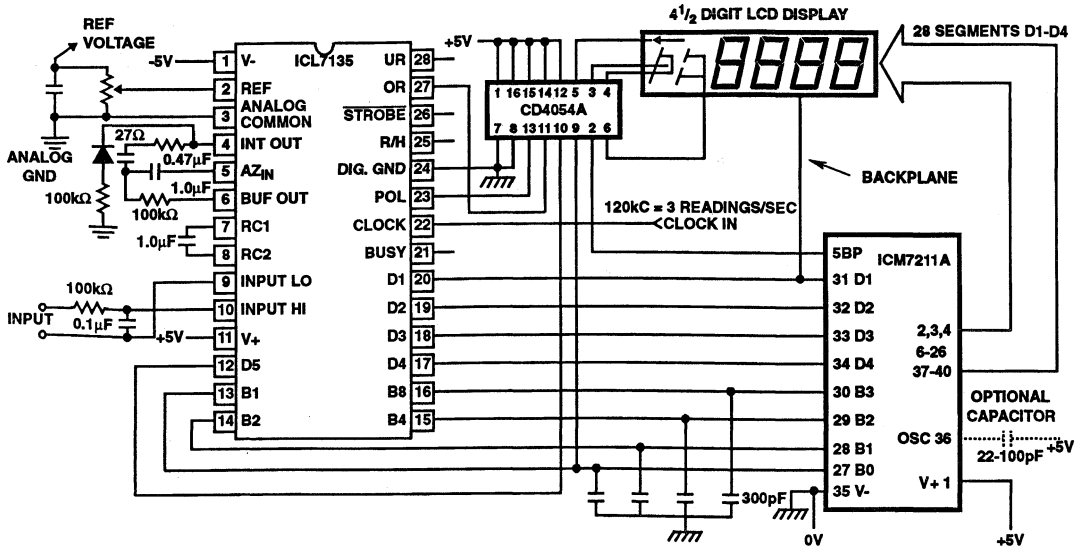 4 1/2 DIGIT LCD DISPLAY
28 SEGMENTS D1-D4
REF
VOLTAGE
-5V
+5V
ICL7135
1 V-
2 REF
3 ANALOG
COMMON
4 INT OUT
5 AZIN
6 BUF OUT
7 RC1
8 RC2
9 INPUT LO
10 INPUT HI
11 V+
12 D5
13 B1
14 B2
UR 28
OR 27
STROBE 26
R/H 25
DIG. GND 24
POL 23
CLOCK 22
BUSY 21
D1 20
D2 19
D3 18
D4 17
B8 16
B4 15
ANALOG
GND
27Ω
0.47μF
100kΩ
1.0μF
100kΩ
1.0μF
100kΩ
INPUT
0.1μF
+5V
1 16 15 14 12 5 3 4
CD4054A
7 8 13 11 10 9 2 6
8888
BACKPLANE
120kC = 3 READINGS/SEC
CLOCK IN
ICM7211A
5BP
31 D1
32 D2
33 D3
34 D4
30 B3
29 B2
28 B1
27 B0
35 V-
2,3,4
6-26
37-40
OSC 36
V+ 1
OPTIONAL
CAPACITOR
22-100pF
+5V
300pF
0V
+5V